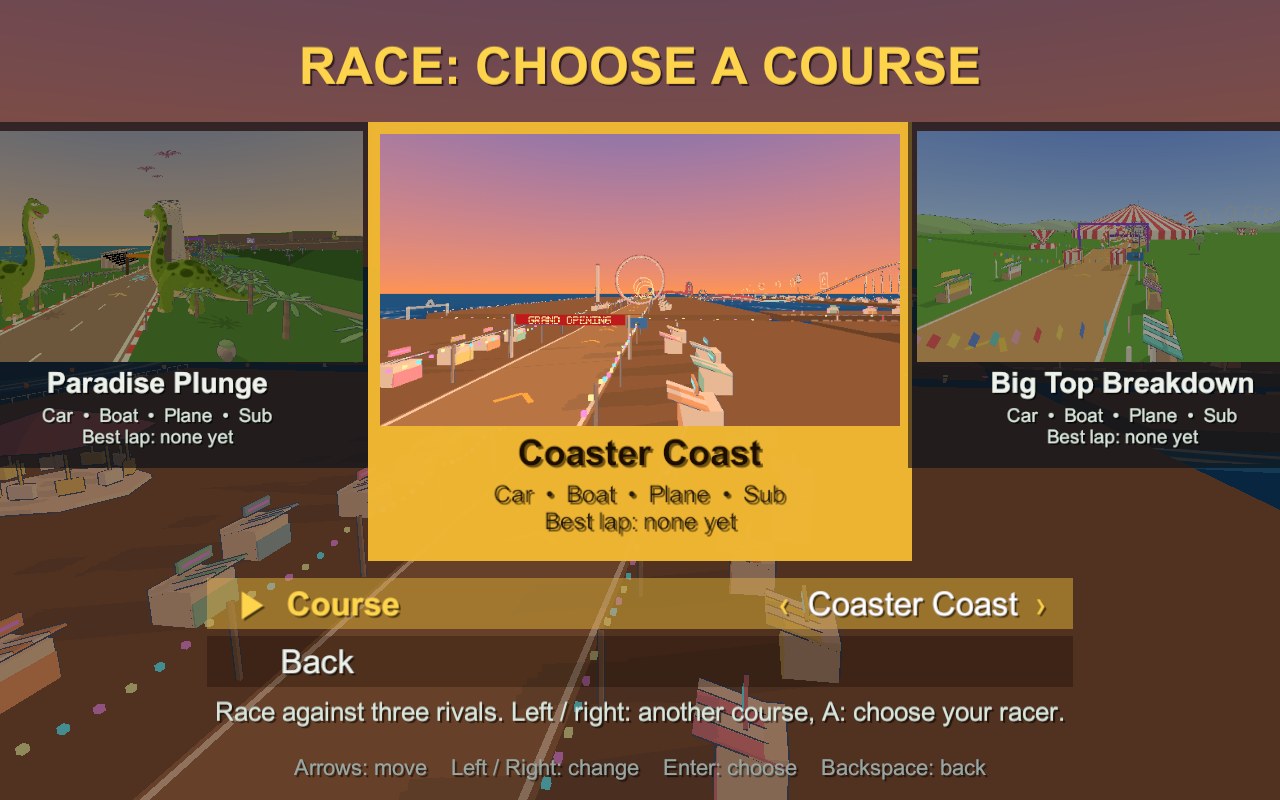 RACE: CHOOSE A COURSE
GRAND OPENING
Paradise Plunge
Car • Boat • Plane • Sub
Best lap: none yet
Coaster Coast
Car • Boat • Plane • Sub
Best lap: none yet
Big Top Breakdown
Car • Boat • Plane • Sub
Best lap: none yet
Course
‹ Coaster Coast ›
Back
Race against three rivals. Left / right: another course, A: choose your racer.
Arrows: move Left / Right: change Enter: choose Backspace: back